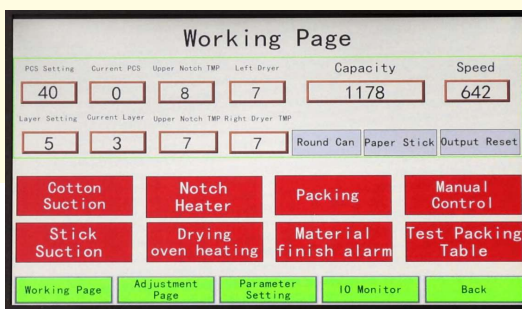 Working Page
PCS Setting Current PCS Upper Notch TMP Left Dryer Capacity Speed
40 0 8 7 1178 642
Layer Setting Current Layer Upper Notch TMP Right Dryer TMP
5 3 7 7 Round Can Paper Stick Output Reset
Cotton Suction
Notch Heater
Packing
Manual Control
Stick Suction
Drying oven heating
Material finish alarm
Test Packing Table
Working Page
Adjustment Page
Parameter Setting
IO Monitor
Back